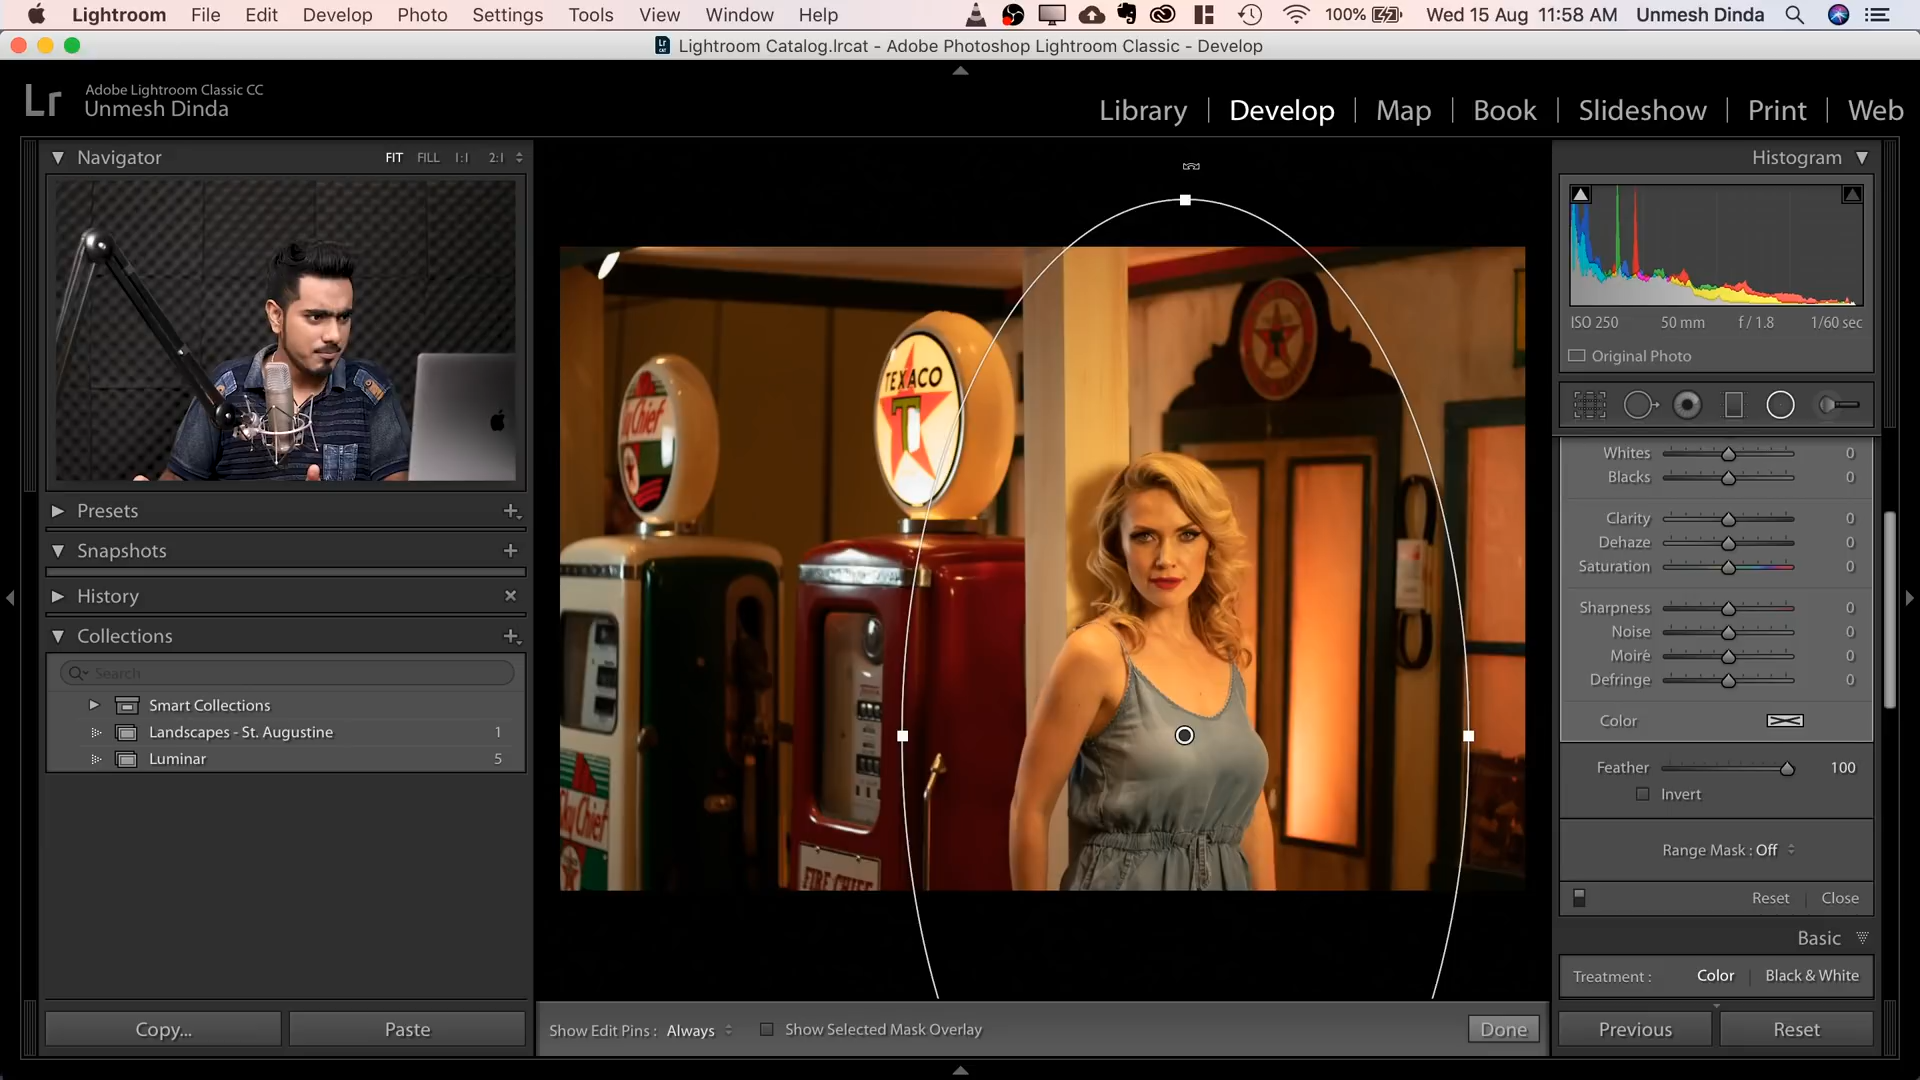 Lightroom File Edit Develop Photo Settings Tools View Window Help 100% Wed 15 Aug 11:58 AM Unmesh Dinda
Lightroom Catalog.lrcat - Adobe Photoshop Lightroom Classic - Develop
Lr
Adobe Lightroom Classic CC
Unmesh Dinda
Library | Develop | Map | Book | Slideshow | Print | Web
Navigator FIT FILL 1:1 2:1
Presets
Snapshots
History
Collections
Search
Smart Collections
Landscapes - St. Augustine 1
Luminar 5
Copy...
Paste
TEXACO
T
Chief
FIRE CHIEF
Show Edit Pins : Always
Show Selected Mask Overlay
Done
Histogram
ISO 250 50 mm f / 1.8 1/60 sec
Original Photo
Whites 0
Blacks 0
Clarity 0
Dehaze 0
Saturation 0
Sharpness 0
Noise 0
Moiré 0
Defringe 0
Color
Feather 100
Invert
Range Mask : Off
Reset | Close
Basic
Treatment : Color | Black & White
Previous
Reset